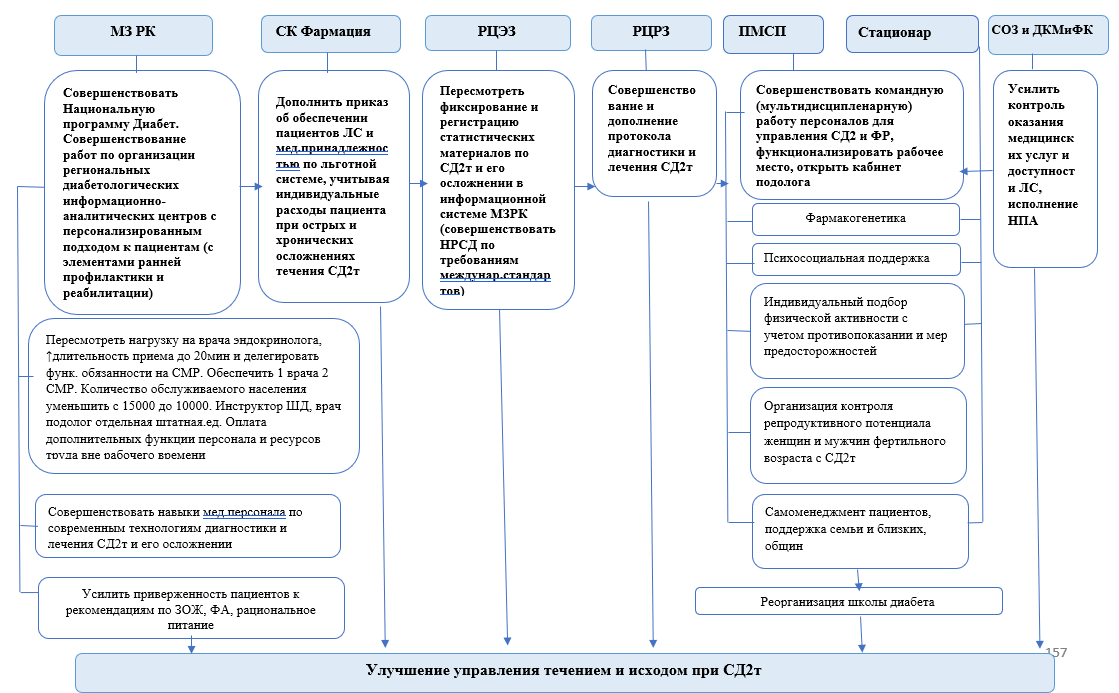 МЗ РК
СК Фармация
РЦЭЗ
РЦРЗ
ПМСП
Стационар
СОЗ и ДКМиФК
Совершенствовать
Национальную
программу Диабет.
Совершенствование
работ по организации
региональных
диабетологических
информационно-
аналитических центров с
персонализированным
подходом к пациентам (с
элементами ранней
профилактики и
реабилитации)
Дополнить приказ
об обеспечении
пациентов ЛС и
мед.принадлежнос
тью по льготной
системе, учитывая
индивидуальные
расходы пациента
при острых и
хронических
осложнениях
течения СД2т
Пересмотреть
фиксирование и
регистрацию
статистических
материалов по
СД2т и его
осложнении в
информационной
системе МЗРК
(совершенствовать
НРСД по
требованиям
междунар.стандар
тов)
Совершенство
вание и
дополнение
протокола
диагностики и
лечения СД2т
Совершенствовать командную
(мультидисципленарную)
работу персоналов для
управления СД2 и ФР,
функционализировать рабочее
место, открыть кабинет
подолога
Усилить
контроль
оказания
медицинск
их услуг и
доступност
и ЛС,
исполнение
НПА
Фармакогенетика
Психосоциальная поддержка
Индивидуальный подбор
физической активности с
учетом противопоказании и мер
предосторожностей
Организация контроля
репродуктивного потенциала
женщин и мужчин фертильного
возраста с СД2т
Самоменеджмент пациентов,
поддержка семьи и близких,
общин
Реорганизация школы диабета
Пересмотреть нагрузку на врача эндокринолога,
↑длительность приема до 20мин и делегировать
функ. обязанности на СМР. Обеспечить 1 врача 2
СМР. Количество обслуживаемого населения
уменьшить с 15000 до 10000. Инструктор ШД, врач
подолог отдельная штатная.ед. Оплата
дополнительных функции персонала и ресурсов
труда вне рабочего времени
Совершенствовать навыки мед.персонала по
современным технологиям диагностики и
лечения СД2т и его осложнении
Усилить приверженность пациентов к
рекомендациям по ЗОЖ, ФА, рациональное
питание
157
Улучшение управления течением и исходом при СД2т